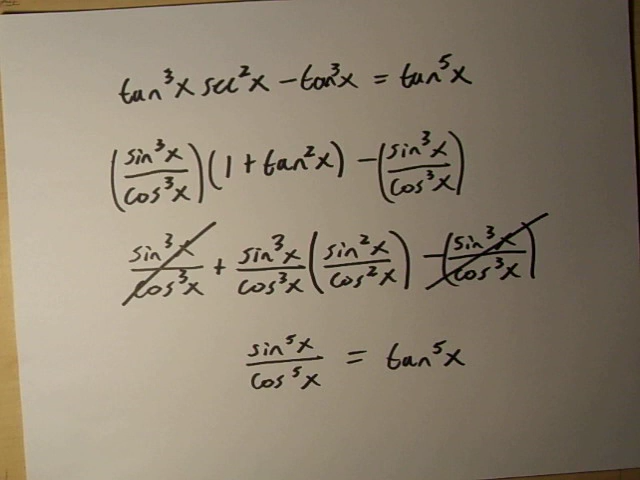 tan³x sec²x − tan³x = tan⁵x
(sin³x/cos³x)(1 + tan²x) − (sin³x/cos³x)
sin³x/cos³x + sin³x/cos³x (sin²x/cos²x) − (sin³x/cos³x)
sin⁵x/cos⁵x = tan⁵x